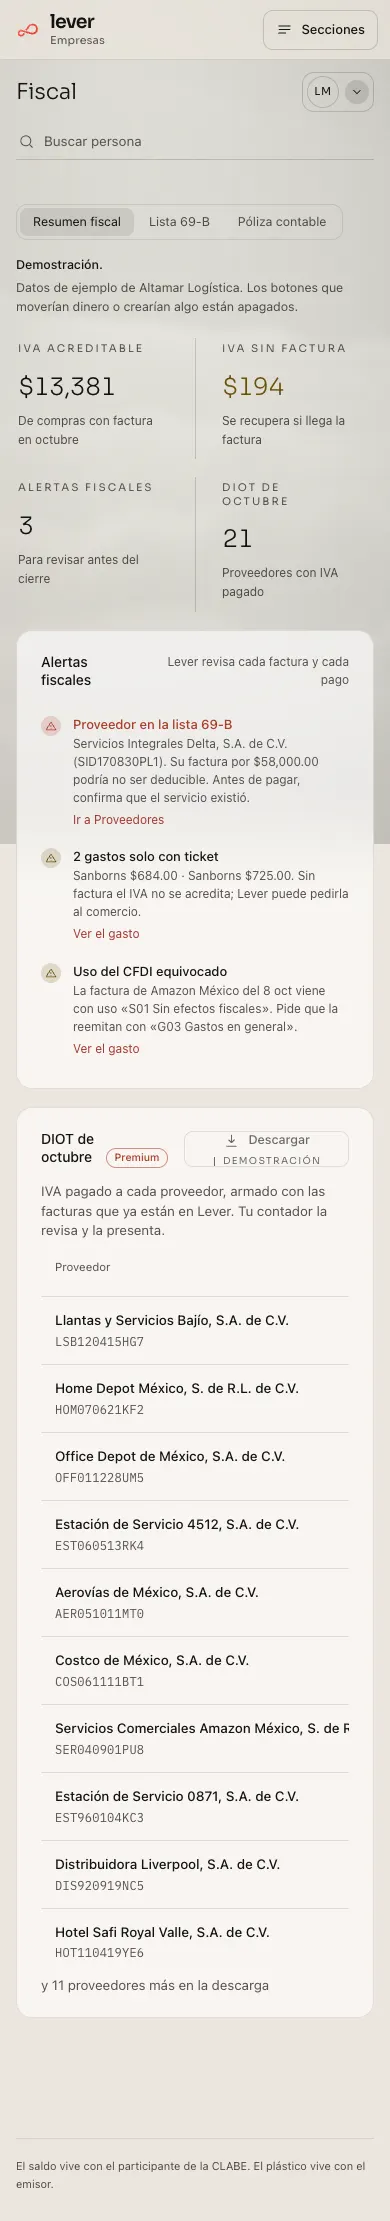 lever
Empresas
Secciones
Fiscal
LM
Buscar persona
Resumen fiscal
Lista 69-B
Póliza contable
Demostración.
Datos de ejemplo de Altamar Logística. Los botones que
moverían dinero o crearían algo están apagados.
IVA ACREDITABLE
$13,381
De compras con factura
en octubre
IVA SIN FACTURA
$194
Se recupera si llega la
factura
ALERTAS FISCALES
3
Para revisar antes del
cierre
DIOT DE
OCTUBRE
21
Proveedores con IVA
pagado
Alertas
fiscales
Lever revisa cada factura y cada
pago
Proveedor en la lista 69-B
Servicios Integrales Delta, S.A. de C.V.
(SID170830PL1). Su factura por $58,000.00
podría no ser deducible. Antes de pagar,
confirma que el servicio existió.
Ir a Proveedores
2 gastos solo con ticket
Sanborns $684.00 · Sanborns $725.00. Sin
factura el IVA no se acredita; Lever puede pedirla
al comercio.
Ver el gasto
Uso del CFDI equivocado
La factura de Amazon México del 8 oct viene
con uso «S01 Sin efectos fiscales». Pide que la
reemitan con «G03 Gastos en general».
Ver el gasto
DIOT de
octubre
Premium
Descargar
| DEMOSTRACIÓN
IVA pagado a cada proveedor, armado con las
facturas que ya están en Lever. Tu contador la
revisa y la presenta.
Proveedor
Llantas y Servicios Bajío, S.A. de C.V.
LSB120415HG7
Home Depot México, S. de R.L. de C.V.
HOM070621KF2
Office Depot de México, S.A. de C.V.
OFF011228UM5
Estación de Servicio 4512, S.A. de C.V.
EST060513RK4
Aerovías de México, S.A. de C.V.
AER051011MT0
Costco de México, S.A. de C.V.
COS061111BT1
Servicios Comerciales Amazon México, S. de R
SER040901PU8
Estación de Servicio 0871, S.A. de C.V.
EST960104KC3
Distribuidora Liverpool, S.A. de C.V.
DIS920919NC5
Hotel Safi Royal Valle, S.A. de C.V.
HOT110419YE6
y 11 proveedores más en la descarga
El saldo vive con el participante de la CLABE. El plástico vive con el
emisor.